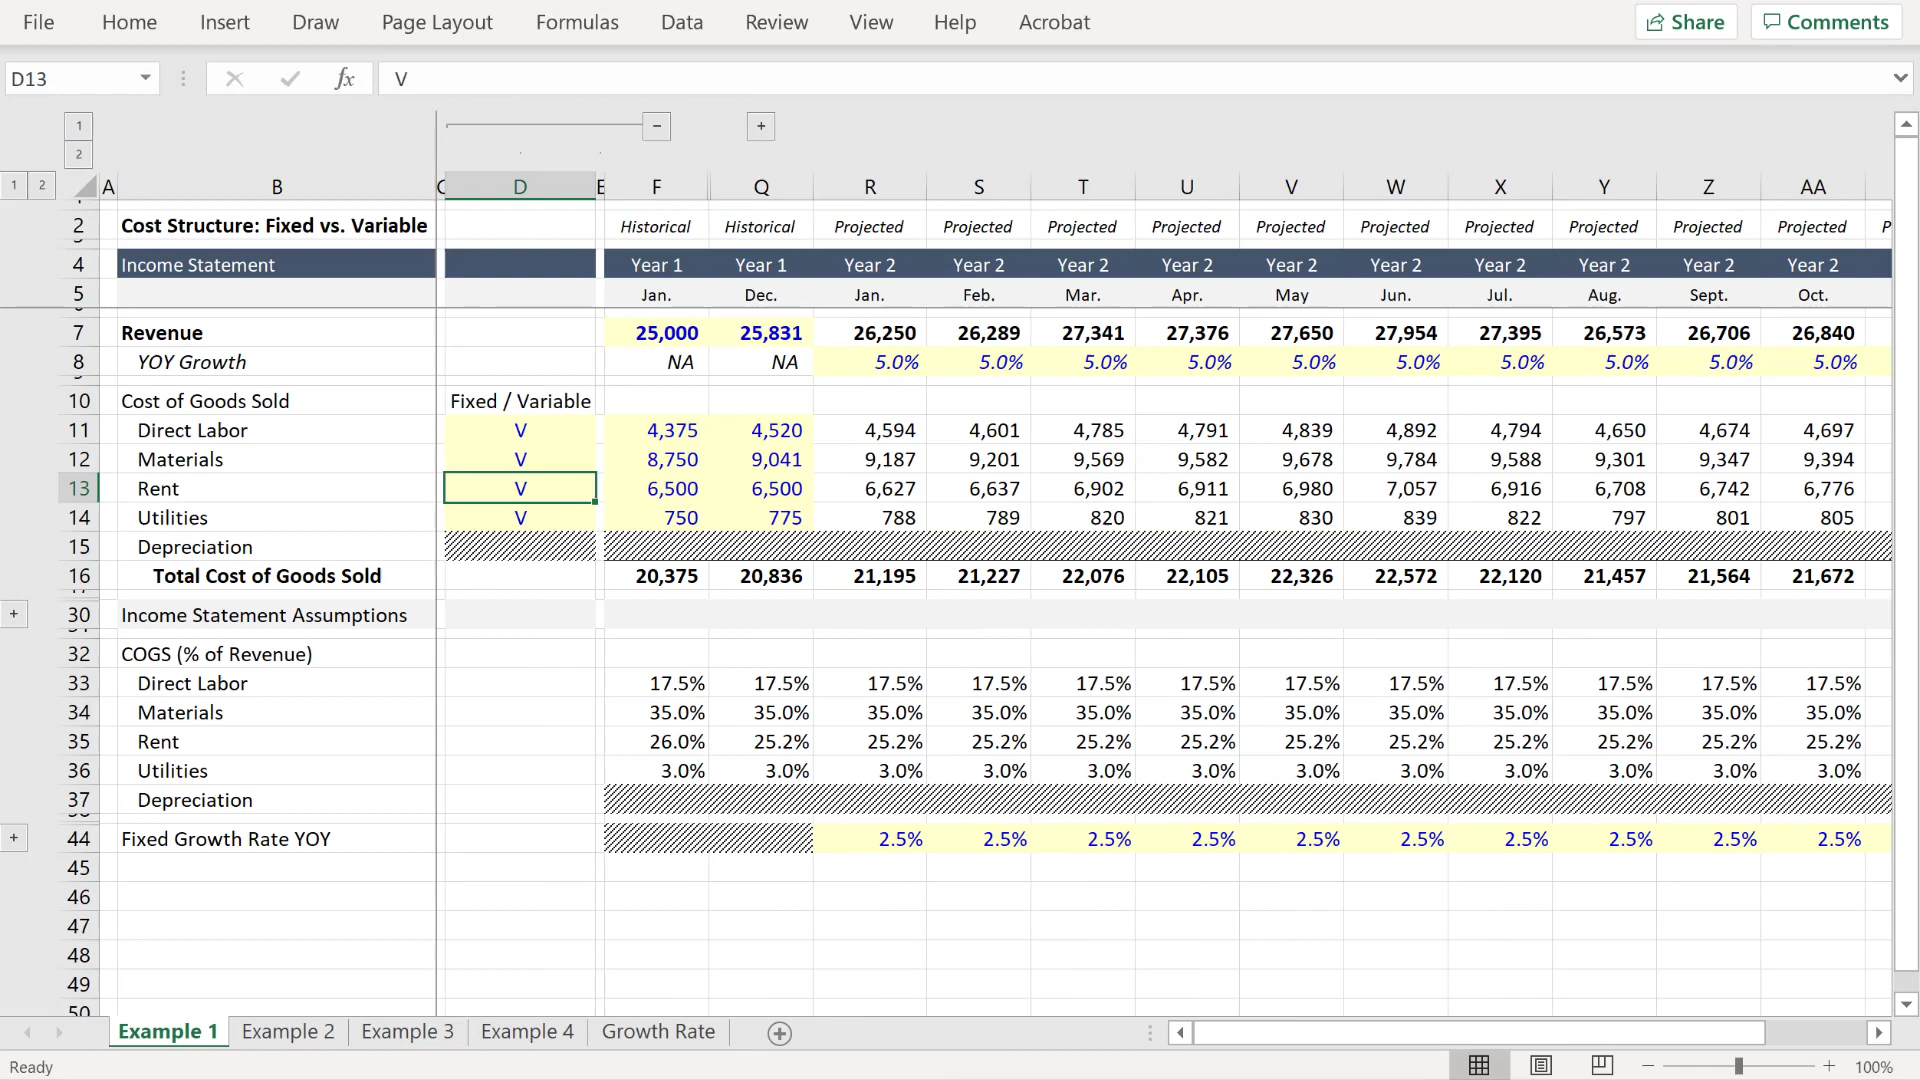 File Home Insert Draw Page Layout Formulas Data Review View Help Acrobat Share Comments
D13 fx V
1
2
1 2 A B C D E F Q R S T U V W X Y Z AA
2 Cost Structure: Fixed vs. Variable Historical Historical Projected Projected Projected Projected Projected Projected Projected Projected Projected Projected P
4 Income Statement Year 1 Year 1 Year 2 Year 2 Year 2 Year 2 Year 2 Year 2 Year 2 Year 2 Year 2 Year 2
5 Jan. Dec. Jan. Feb. Mar. Apr. May Jun. Jul. Aug. Sept. Oct.
7 Revenue 25,000 25,831 26,250 26,289 27,341 27,376 27,650 27,954 27,395 26,573 26,706 26,840
8 YOY Growth NA NA 5.0% 5.0% 5.0% 5.0% 5.0% 5.0% 5.0% 5.0% 5.0% 5.0%
10 Cost of Goods Sold Fixed / Variable
11 Direct Labor V 4,375 4,520 4,594 4,601 4,785 4,791 4,839 4,892 4,794 4,650 4,674 4,697
12 Materials V 8,750 9,041 9,187 9,201 9,569 9,582 9,678 9,784 9,588 9,301 9,347 9,394
13 Rent V 6,500 6,500 6,627 6,637 6,902 6,911 6,980 7,057 6,916 6,708 6,742 6,776
14 Utilities V 750 775 788 789 820 821 830 839 822 797 801 805
15 Depreciation
16 Total Cost of Goods Sold 20,375 20,836 21,195 21,227 22,076 22,105 22,326 22,572 22,120 21,457 21,564 21,672
30 Income Statement Assumptions
32 COGS (% of Revenue)
33 Direct Labor 17.5% 17.5% 17.5% 17.5% 17.5% 17.5% 17.5% 17.5% 17.5% 17.5% 17.5% 17.5%
34 Materials 35.0% 35.0% 35.0% 35.0% 35.0% 35.0% 35.0% 35.0% 35.0% 35.0% 35.0% 35.0%
35 Rent 26.0% 25.2% 25.2% 25.2% 25.2% 25.2% 25.2% 25.2% 25.2% 25.2% 25.2% 25.2%
36 Utilities 3.0% 3.0% 3.0% 3.0% 3.0% 3.0% 3.0% 3.0% 3.0% 3.0% 3.0% 3.0%
37 Depreciation
44 Fixed Growth Rate YOY 2.5% 2.5% 2.5% 2.5% 2.5% 2.5% 2.5% 2.5% 2.5% 2.5%
45
46
47
48
49
50
Example 1 Example 2 Example 3 Example 4 Growth Rate
Ready 100%